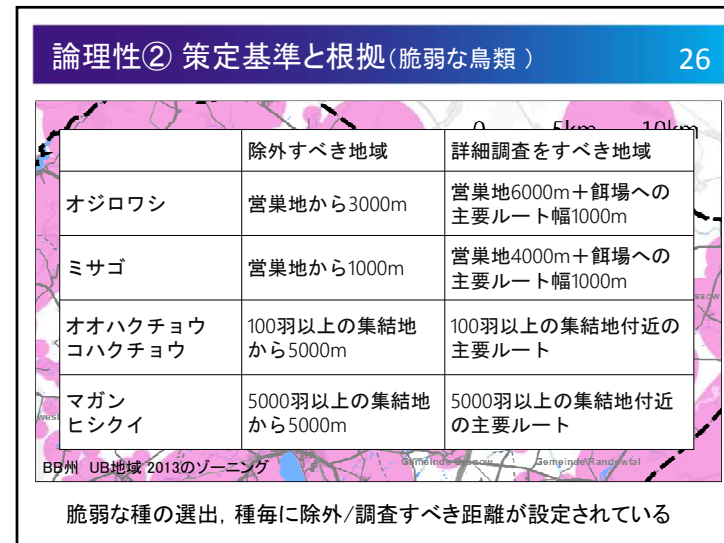 論理性② 策定基準と根拠(脆弱な鳥類 )
26
0 5km 10km
除外すべき地域
詳細調査をすべき地域
オジロワシ
営巣地から3000m
営巣地6000m＋餌場への
主要ルート幅1000m
ミサゴ
営巣地から1000m
営巣地4000m＋餌場への
主要ルート幅1000m
オオハクチョウ
コハクチョウ
100羽以上の集結地
から5000m
100羽以上の集結地付近の
主要ルート
マガン
ヒシクイ
5000羽以上の集結地
から5000m
5000羽以上の集結地付近
の主要ルート
BB州 UB地域 2013のゾーニング
Gemeinde Randowtal
脆弱な種の選出，種毎に除外/調査すべき距離が設定されている